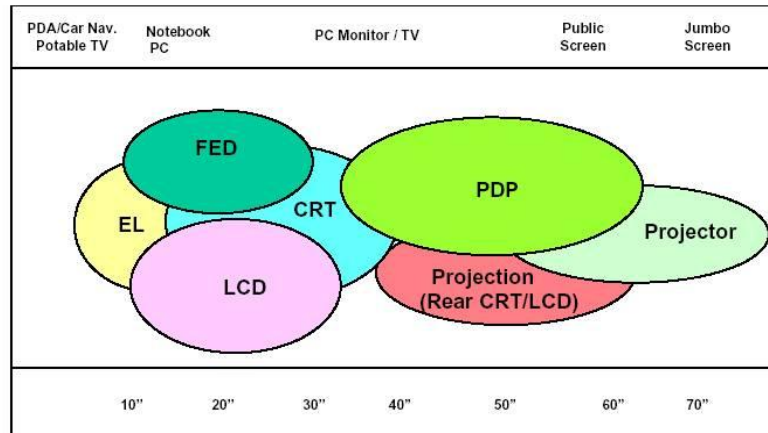 PDA/Car Nav.
Potable TV
Notebook
PC
PC Monitor / TV
Public
Screen
Jumbo
Screen
FED
PDP
EL
CRT
Projector
LCD
Projection
(Rear CRT/LCD)
10”
20”
30”
40”
50”
60”
70”